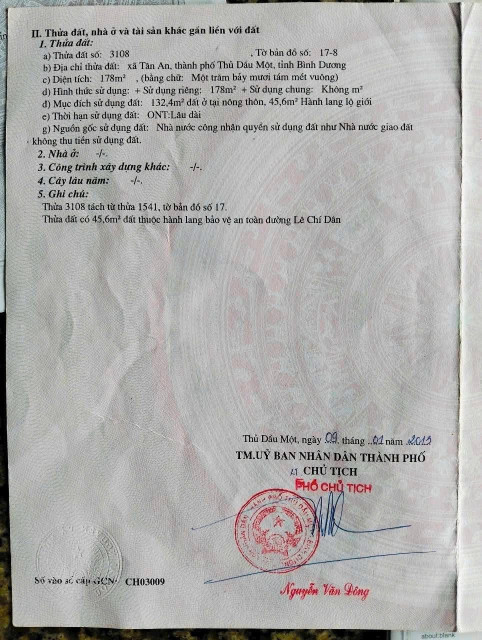 II. Thửa đất, nhà ở và tài sản khác gắn liền với đất
1. Thửa đất:
a) Thửa đất số: 3108 , Tờ bản đồ số: 17-8
b) Địa chỉ thửa đất: xã Tân An, thành phố Thủ Dầu Một, tỉnh Bình Dương
c) Diện tích: 178m² , (bằng chữ: Một trăm bảy mươi tám mét vuông)
d) Hình thức sử dụng: + Sử dụng riêng: 178m² + Sử dụng chung: Không m²
đ) Mục đích sử dụng đất: 132,4m² đất ở tại nông thôn, 45,6m² Hành lang lộ giới
e) Thời hạn sử dụng đất: ONT:Lâu dài
g) Nguồn gốc sử dụng đất: Nhà nước công nhận quyền sử dụng đất như Nhà nước giao đất
không thu tiền sử dụng đất.
2. Nhà ở: -/-.
3. Công trình xây dựng khác: -/-.
4. Cây lâu năm: -/-.
5. Ghi chú:
Thửa 3108 tách từ thửa 1541, tờ bản đồ số 17.
Thửa đất có 45,6m² đất thuộc hành lang bảo vệ an toàn đường Lê Chí Dân
Thủ Dầu Một, ngày 09 tháng 01 năm 2015
TM.UỶ BAN NHÂN DÂN THÀNH PHỐ
CHỦ TỊCH
PHÓ CHỦ TỊCH
Nguyễn Văn Đông
Số vào sổ cấp GCN: CH03009
about:blank